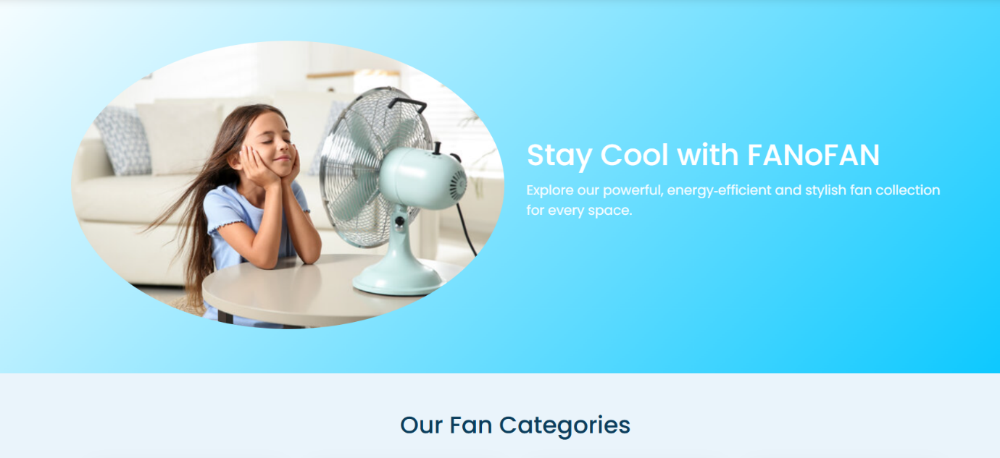 Stay Cool with FANoFAN
Explore our powerful, energy-efficient and stylish fan collection
for every space.
Our Fan Categories